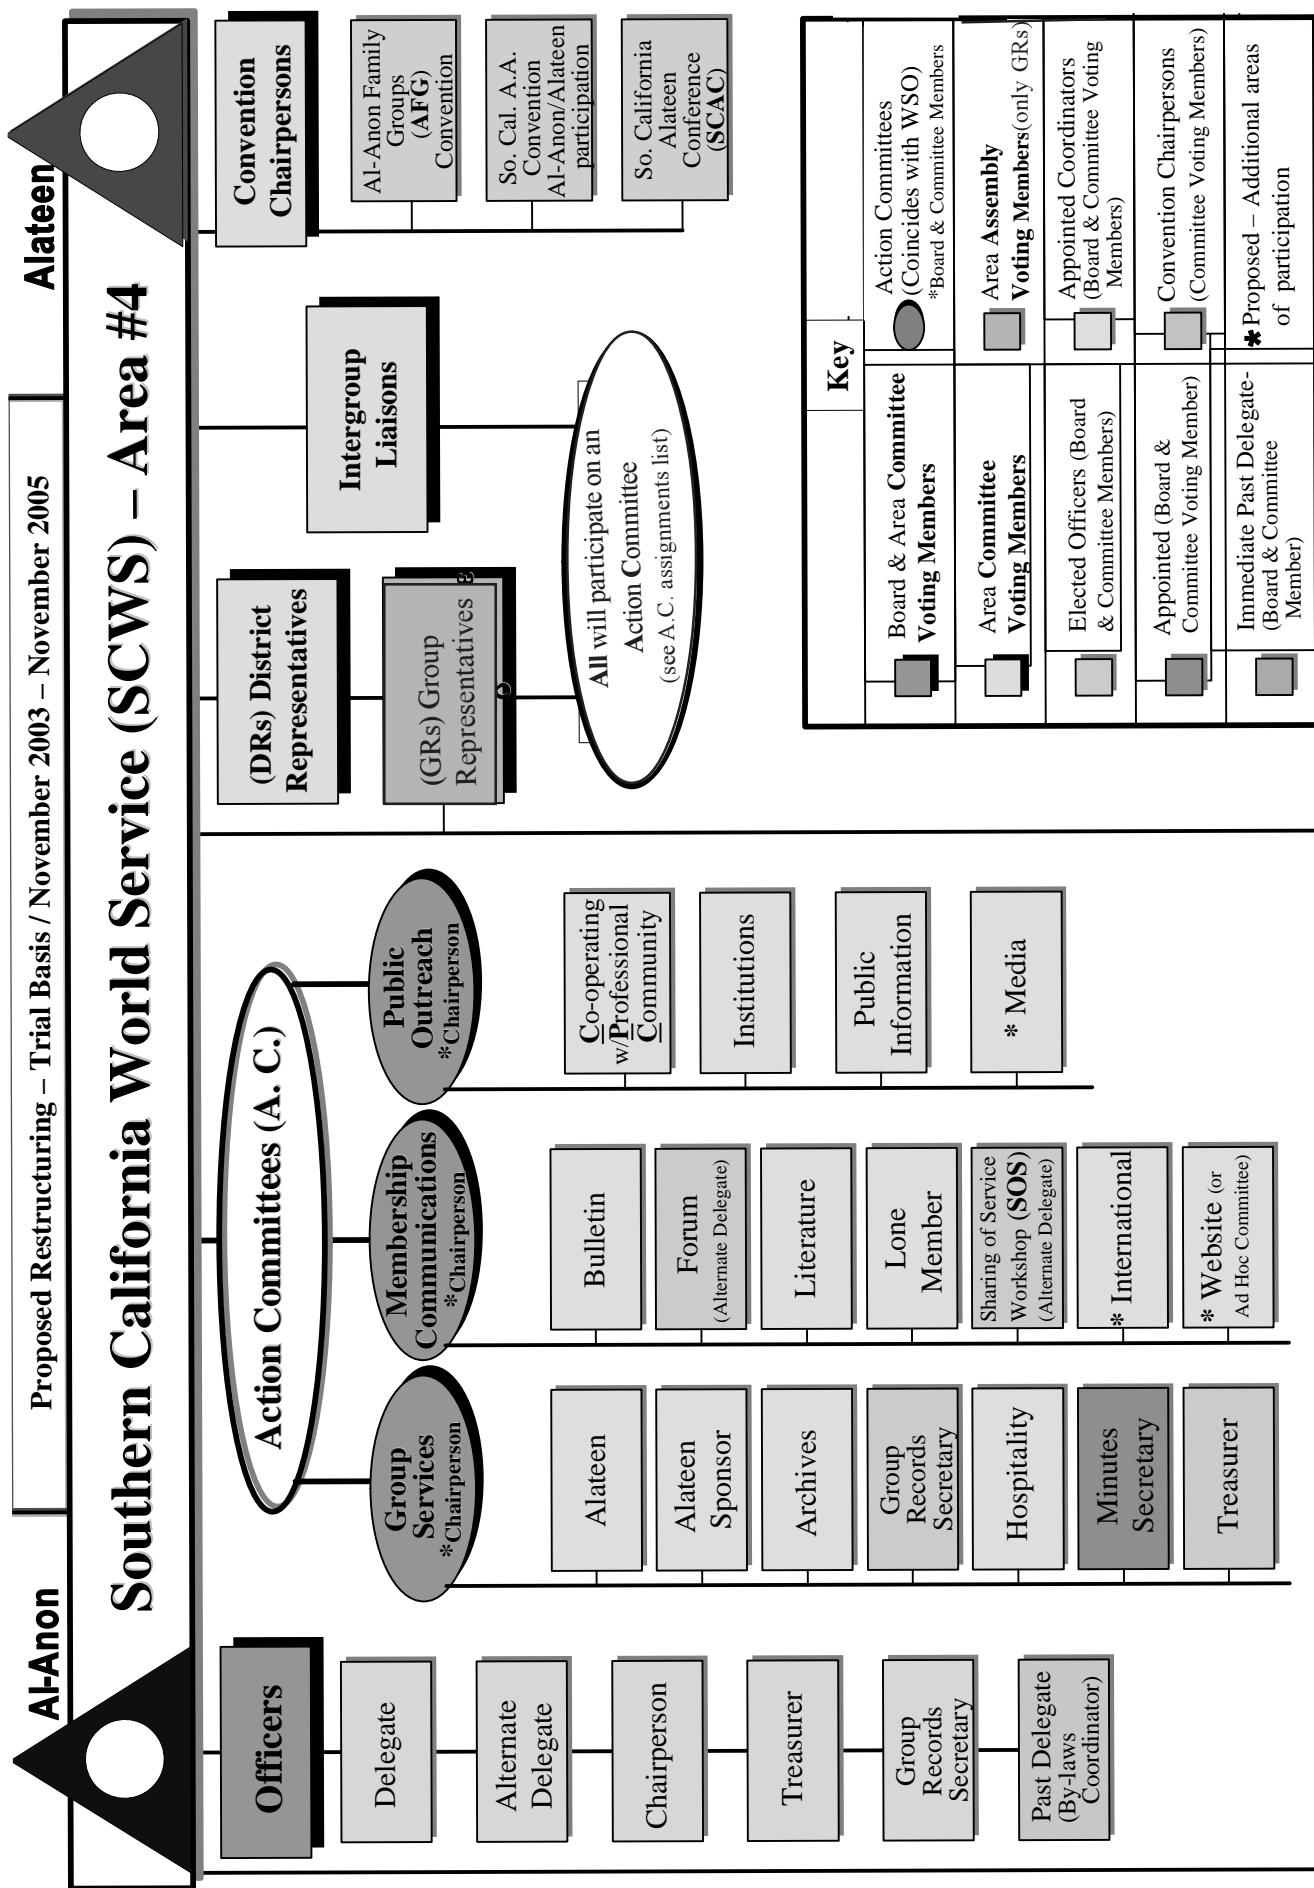 Proposed Restructuring – Trial Basis / November 2003 – November 2005
Al-Anon
Alateen
Southern California World Service (SCWS) – Area #4
Officers
Delegate
Alternate
Delegate
Chairperson
Treasurer
Group
Records
Secretary
Past Delegate
(By-laws
Coordinator)
Action Committees (A. C.)
Group
Services
*Chairperson
Alateen
Alateen
Sponsor
Archives
Group
Records
Secretary
Hospitality
Minutes
Secretary
Treasurer
Membership
Communications
*Chairperson
Bulletin
Forum
(Alternate Delegate)
Literature
Lone
Member
Sharing of Service
Workshop (SOS)
(Alternate Delegate)
* International
* Website (or
Ad Hoc Committee)
Public
Outreach
*Chairperson
Co-operating
w/Professional
Community
Institutions
Public
Information
* Media
(DRs) District
Representatives
(GRs) Group
Representatives
Intergroup
Liaisons
All will participate on an
Action Committee
(see A.C. assignments list)
Convention
Chairpersons
Al-Anon Family
Groups
(AFG)
Convention
So. Cal. A.A.
Convention
Al-Anon/Alateen
participation
So. California
Alateen
Conference
(SCAC)
Key
Board & Area Committee
Voting Members
Action Committees
(Coincides with WSO)
*Board & Committee Members
Area Committee
Voting Members
Area Assembly
Voting Members(only GRs)
Elected Officers (Board
& Committee Members)
Appointed Coordinators
(Board & Committee Voting
Members)
Appointed (Board &
Committee Voting Member)
Convention Chairpersons
(Committee Voting Members)
Immediate Past Delegate-
(Board & Committee
Member)
* Proposed – Additional areas
of participation